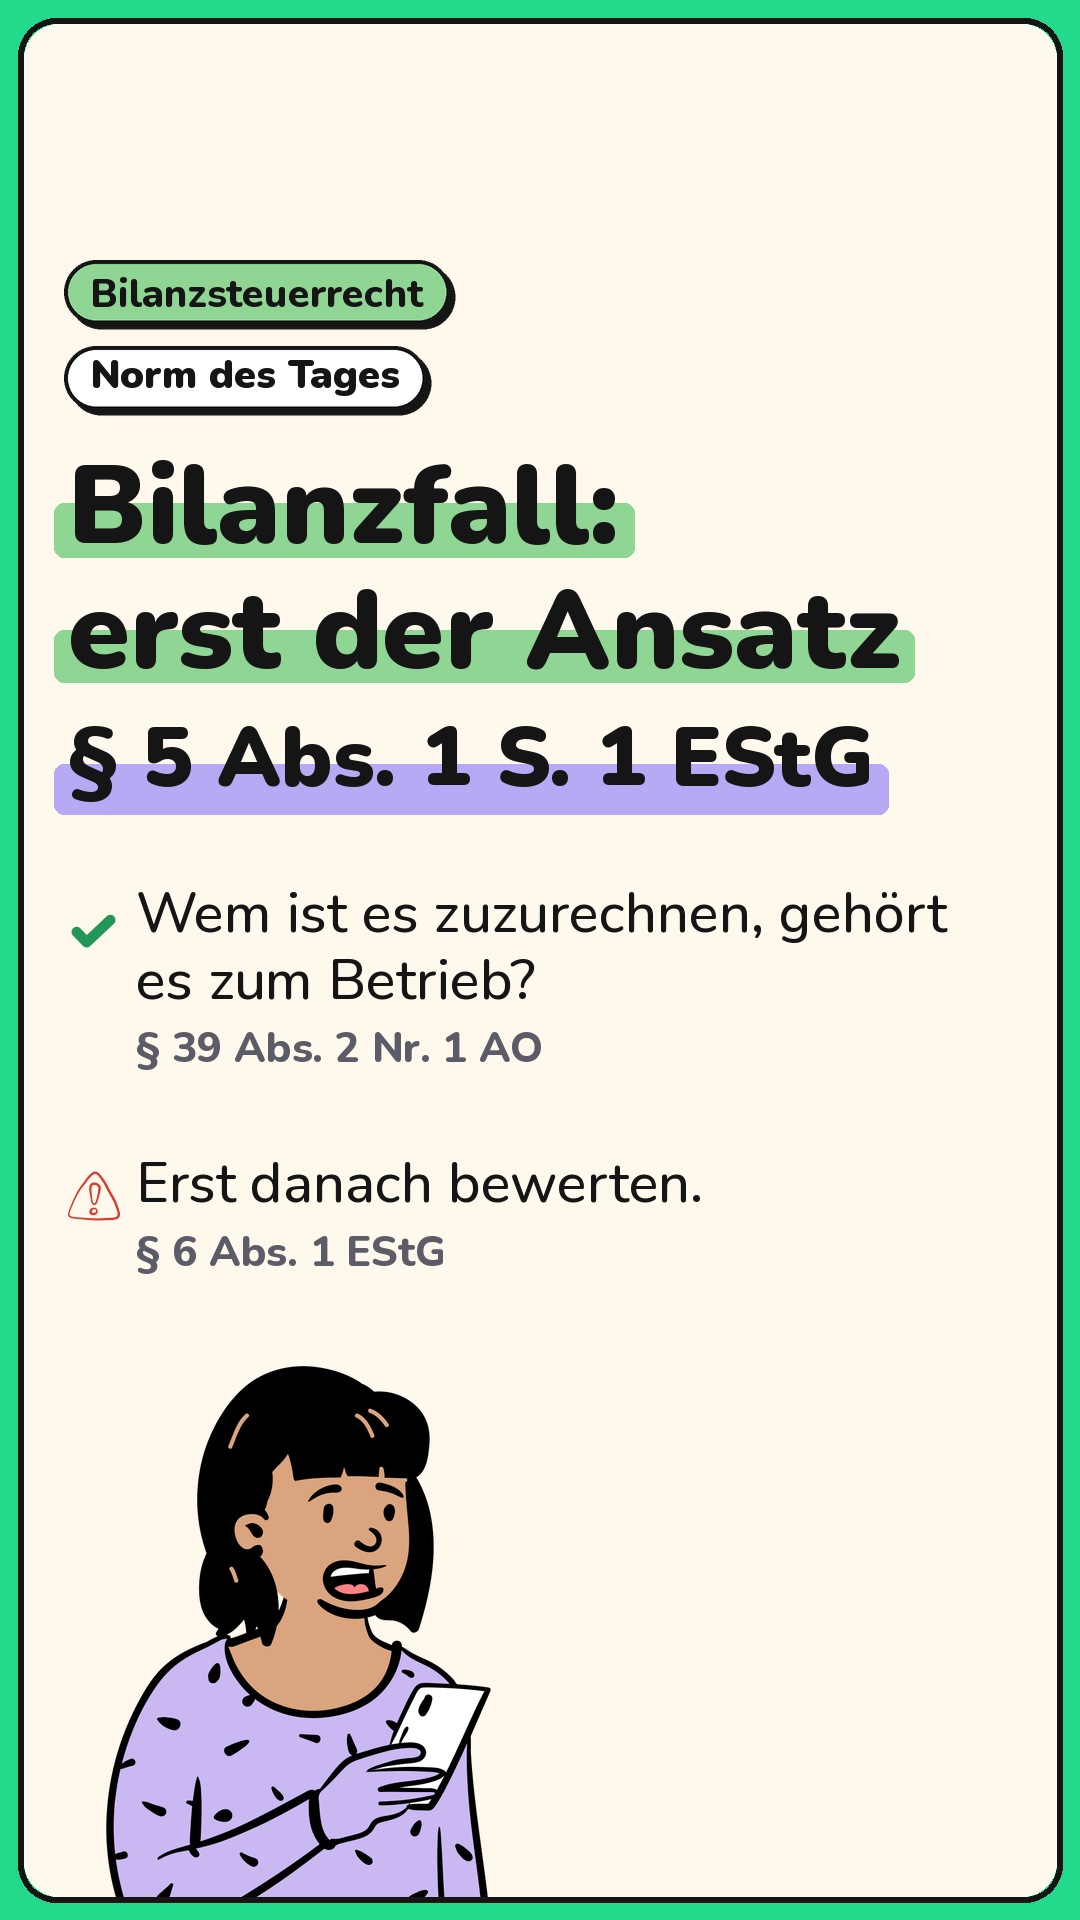 Bilanzsteuerrecht
Norm des Tages
Bilanzfall:
erst der Ansatz
§ 5 Abs. 1 S. 1 EStG
Wem ist es zuzurechnen, gehört
es zum Betrieb?
§ 39 Abs. 2 Nr. 1 AO
Erst danach bewerten.
§ 6 Abs. 1 EStG